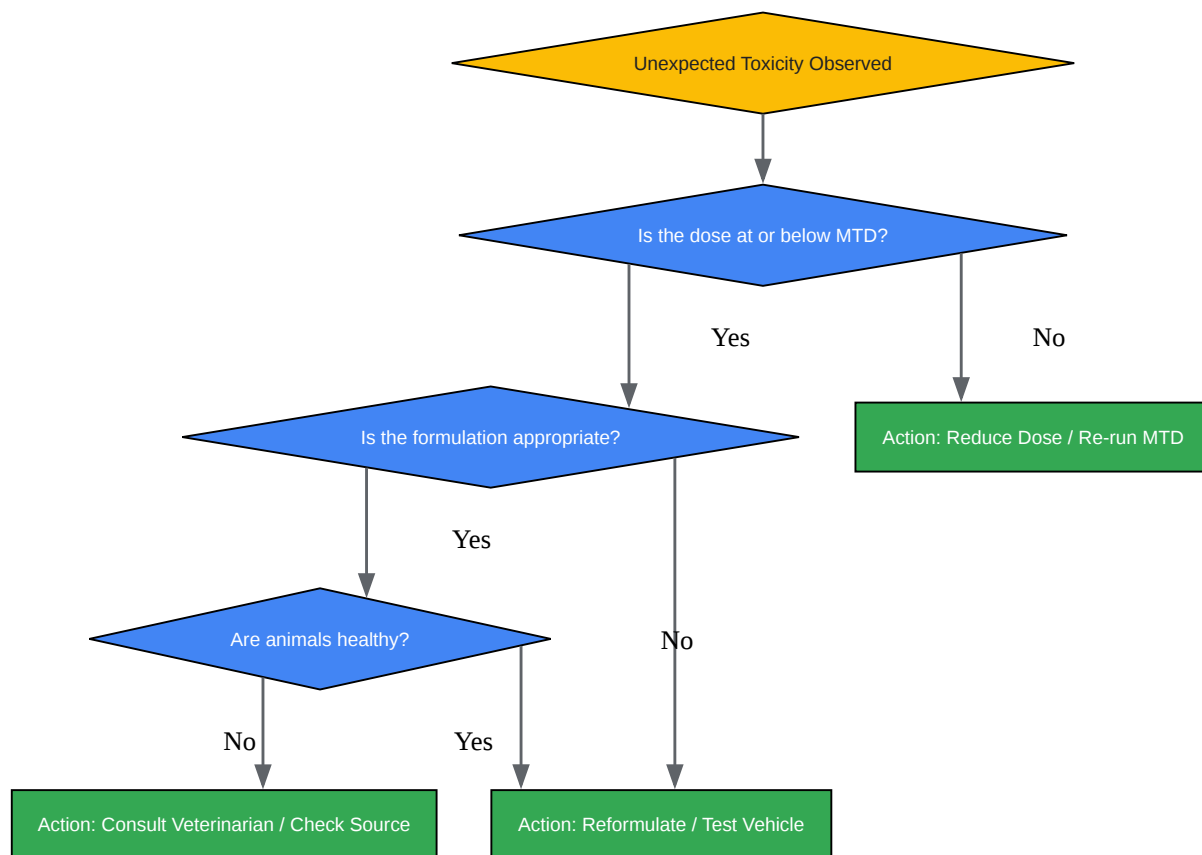 Unexpected Toxicity Observed
Is the dose at or below MTD?
Yes
No
Is the formulation appropriate?
Action: Reduce Dose / Re-run MTD
Yes
Are animals healthy?
No
No
Yes
Action: Consult Veterinarian / Check Source
Action: Reformulate / Test Vehicle